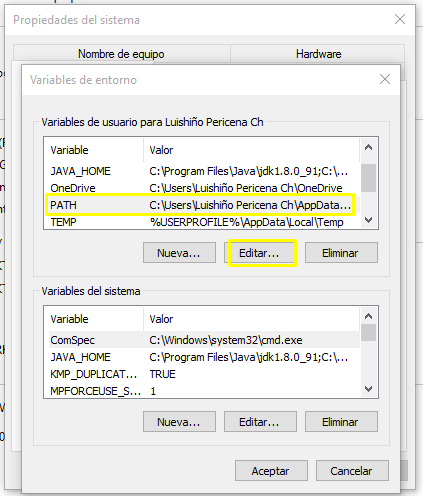 Propiedades del sistema
Nombre de equipo Hardware
Variables de entorno
Variables de usuario para Luishiño Pericena Ch
Variable Valor
JAVA_HOME C:\Program Files\Java\jdk1.8.0_91;C:\...
OneDrive C:\Users\Luishiño Pericena Ch\OneDrive
PATH C:\Users\Luishiño Pericena Ch\AppData...
TEMP %USERPROFILE%\AppData\Local\Temp
Nueva... Editar... Eliminar
Variables del sistema
Variable Valor
ComSpec C:\Windows\system32\cmd.exe
JAVA_HOME C:\Program Files\Java\jdk1.8.0_91;C:\...
KMP_DUPLICAT... TRUE
MPFORCEUSE_S... 1
Nueva... Editar... Eliminar
Aceptar Cancelar